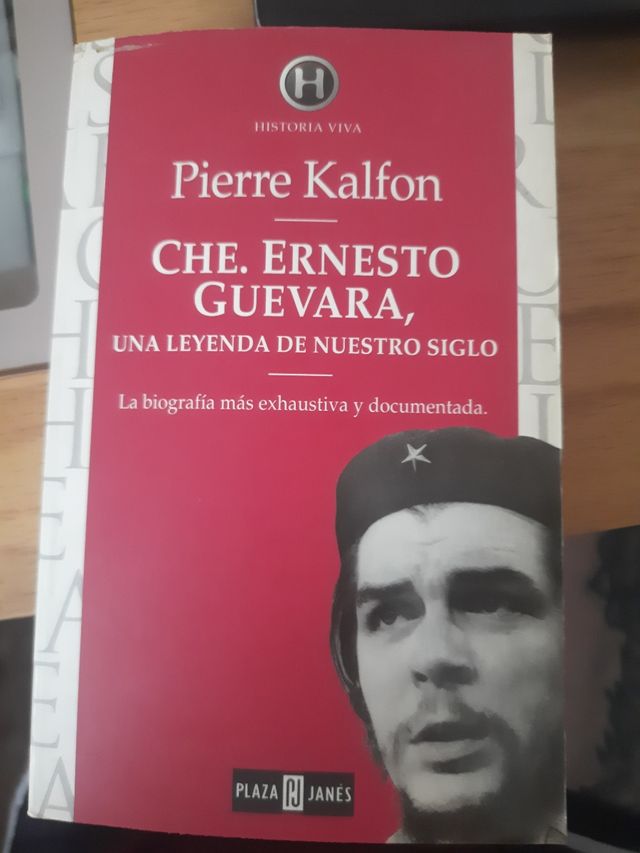 H
HISTORIA VIVA
Pierre Kalfon
CHE. ERNESTO
GUEVARA,
UNA LEYENDA DE NUESTRO SIGLO
La biografía más exhaustiva y documentada.
PLAZA PJ JANÉS